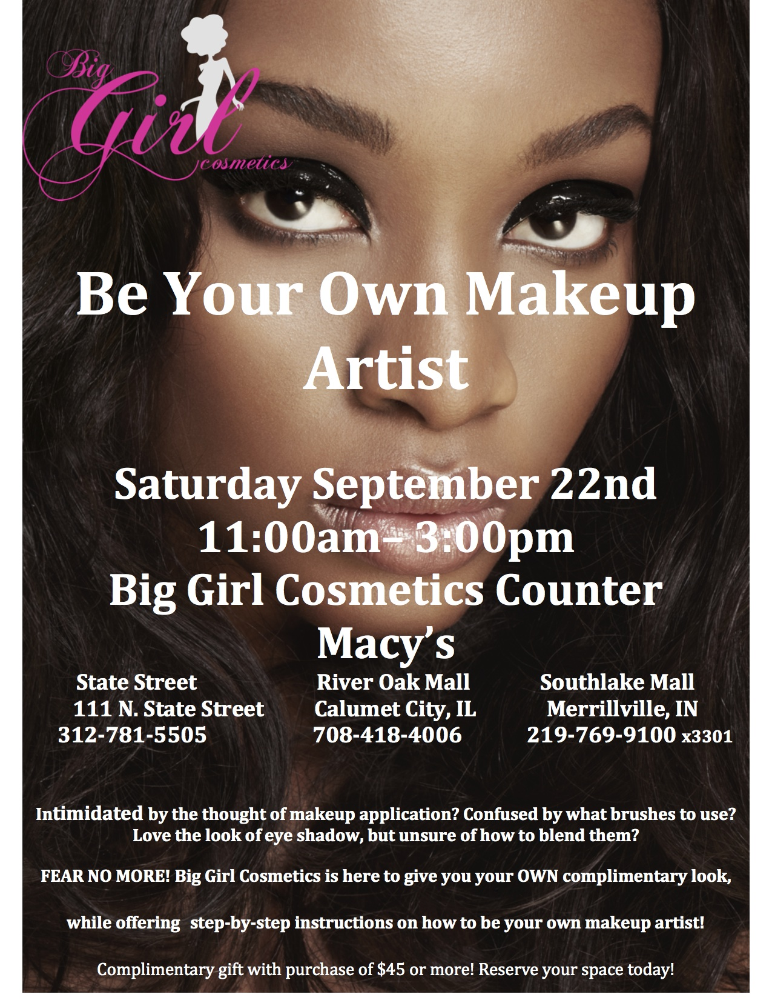 Big
Girl
cosmetics
Be Your Own Makeup
Artist
Saturday September 22nd
11:00am– 3:00pm
Big Girl Cosmetics Counter
Macy’s
State Street River Oak Mall Southlake Mall
111 N. State Street Calumet City, IL Merrillville, IN
312-781-5505 708-418-4006 219-769-9100 x3301
Intimidated by the thought of makeup application? Confused by what brushes to use?
Love the look of eye shadow, but unsure of how to blend them?
FEAR NO MORE! Big Girl Cosmetics is here to give you your OWN complimentary look,
while offering step-by-step instructions on how to be your own makeup artist!
Complimentary gift with purchase of $45 or more! Reserve your space today!